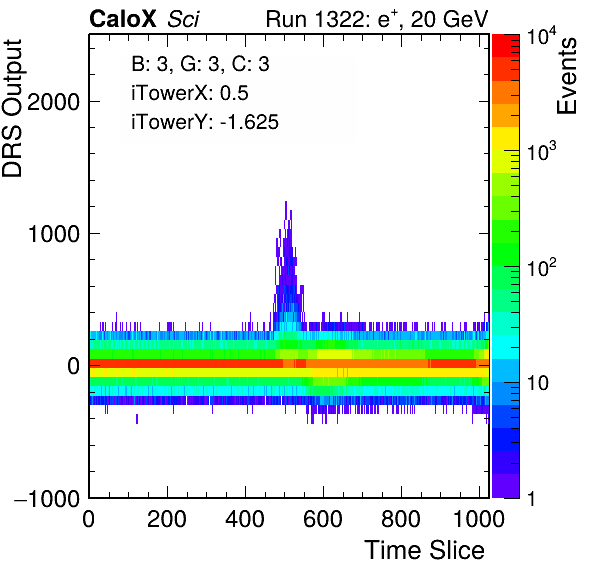 CaloX Sci Run 1322: e⁺, 20 GeV
B: 3, G: 3, C: 3
iTowerX: 0.5
iTowerY: -1.625
DRS Output
2000
1000
0
−1000
0 200 400 600 800 1000
Time Slice
Events
10⁴
10³
10²
10
1